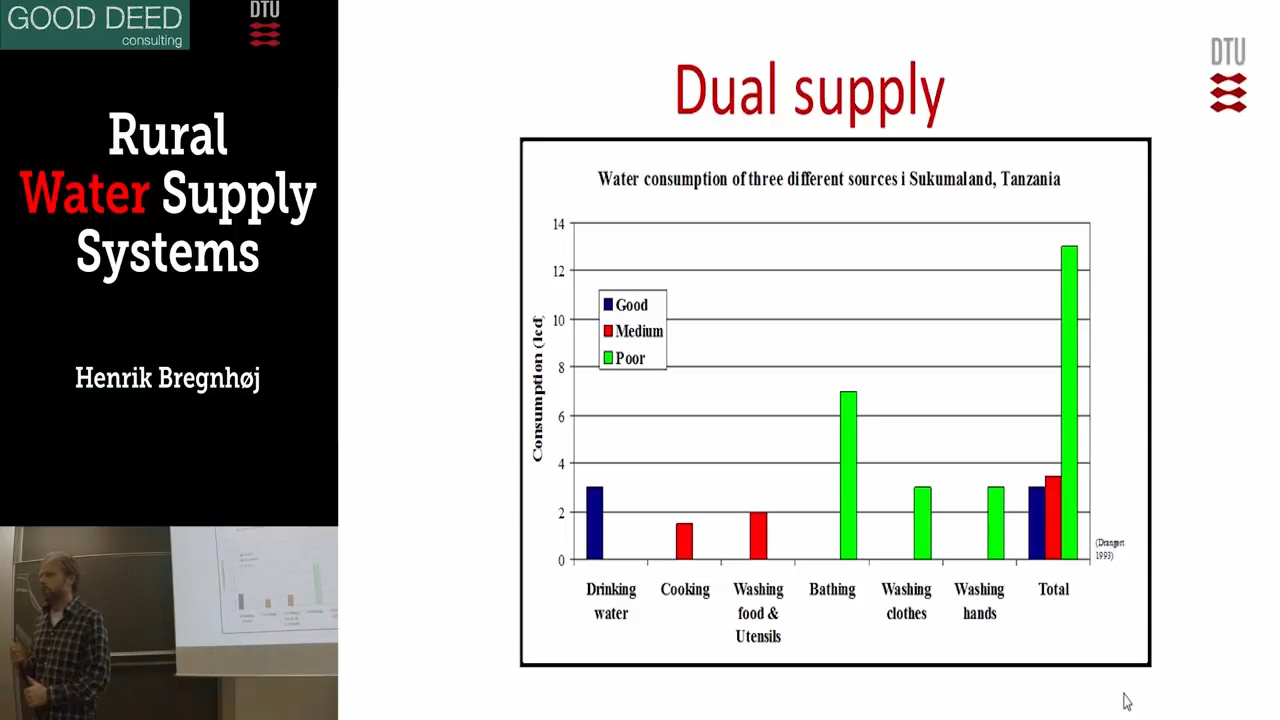 GOOD DEED
consulting
DTU
Rural
Water Supply
Systems
Henrik Bregnhøj
DTU
Dual supply
Water consumption of three different sources i Sukumaland, Tanzania
Consumption (lcd)
14
12
10
8
6
4
2
0
Good
Medium
Poor
Drinking
water
Cooking
Washing
food &
Utensils
Bathing
Washing
clothes
Washing
hands
Total
1993)